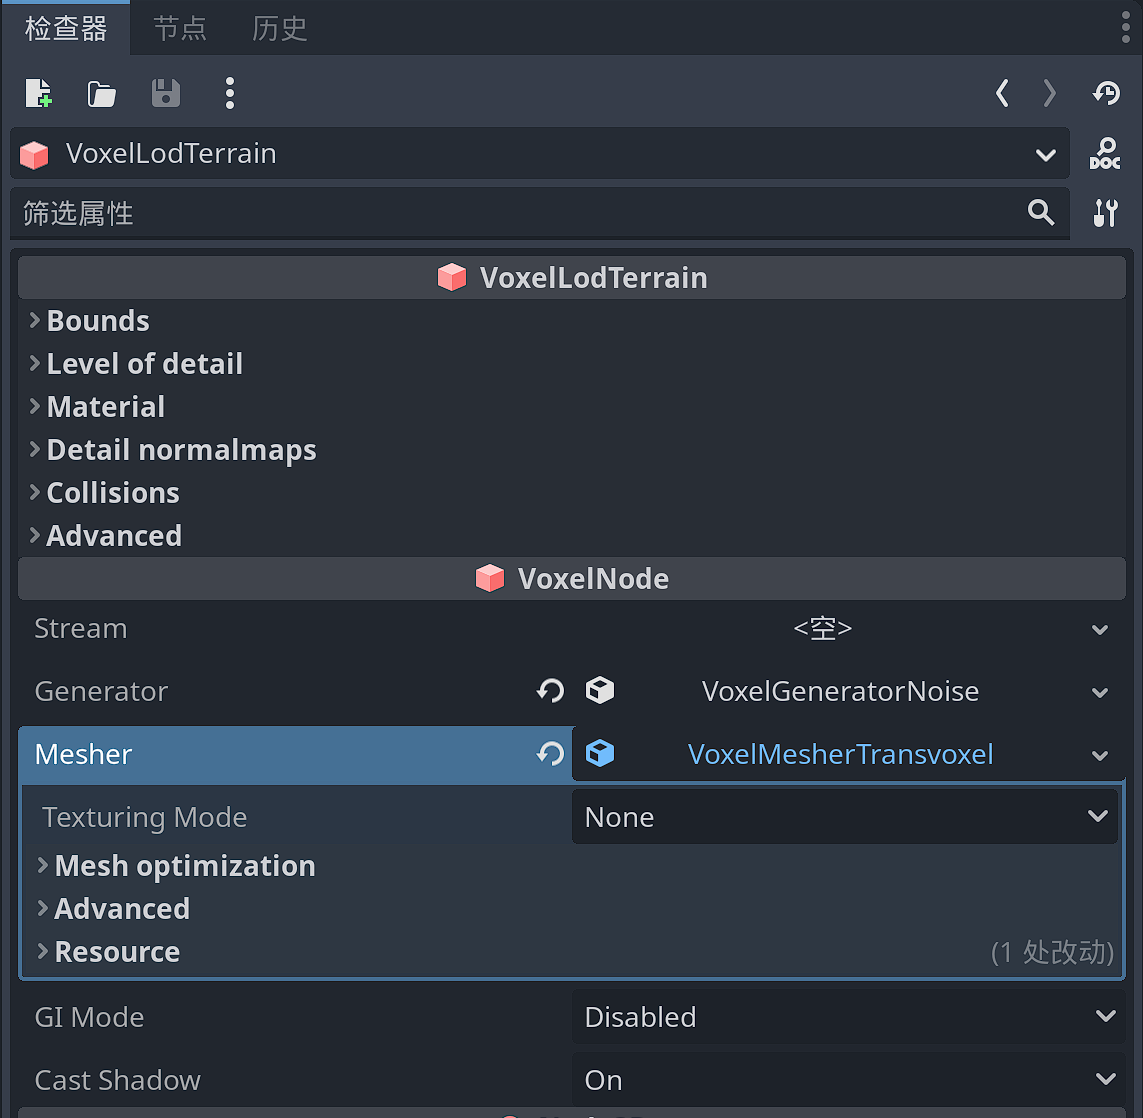 检查器 节点 历史
VoxelLodTerrain
DOC
筛选属性
VoxelLodTerrain
Bounds
Level of detail
Material
Detail normalmaps
Collisions
Advanced
VoxelNode
Stream <空>
Generator VoxelGeneratorNoise
Mesher VoxelMesherTransvoxel
Texturing Mode None
Mesh optimization
Advanced
Resource (1 处改动)
GI Mode Disabled
Cast Shadow On